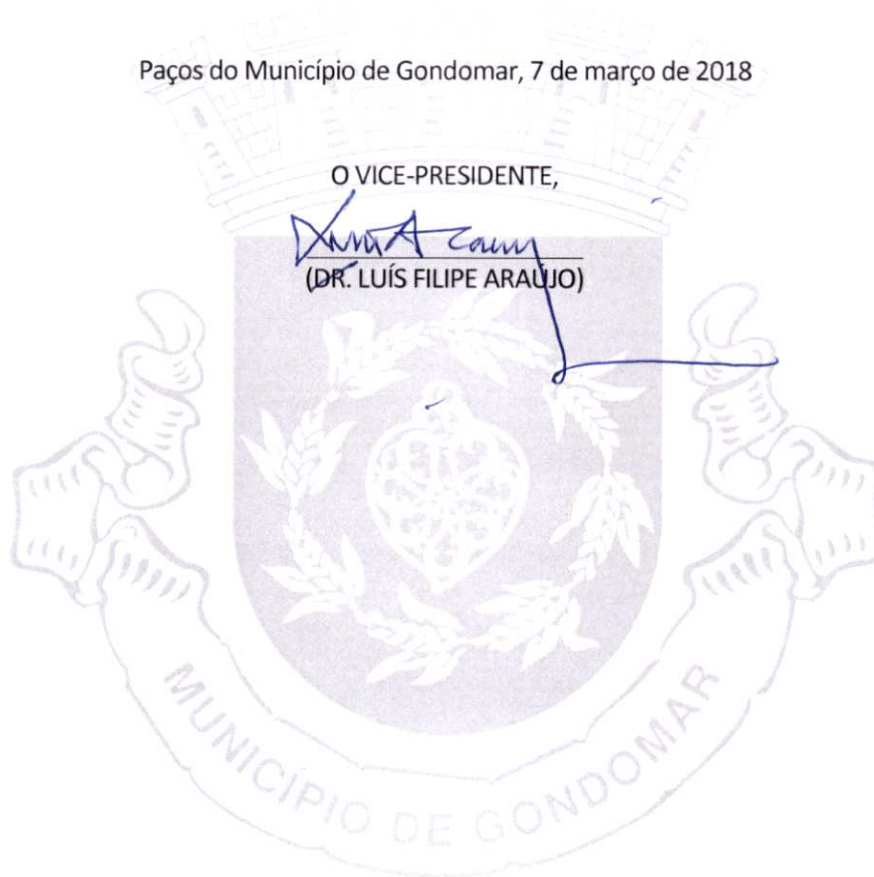 Paços do Município de Gondomar, 7 de março de 2018
O VICE-PRESIDENTE,
(DR. LUÍS FILIPE ARAÚJO)
MUNICÍPIO DE GONDOMAR